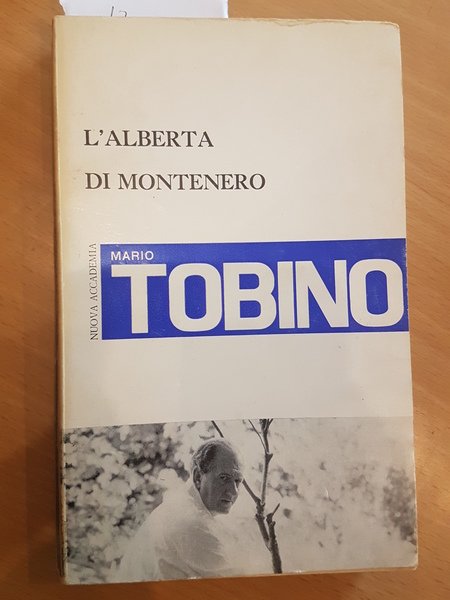 L'ALBERTA
DI MONTENERO
NUOVA ACCADEMIA
MARIO
TOBINO